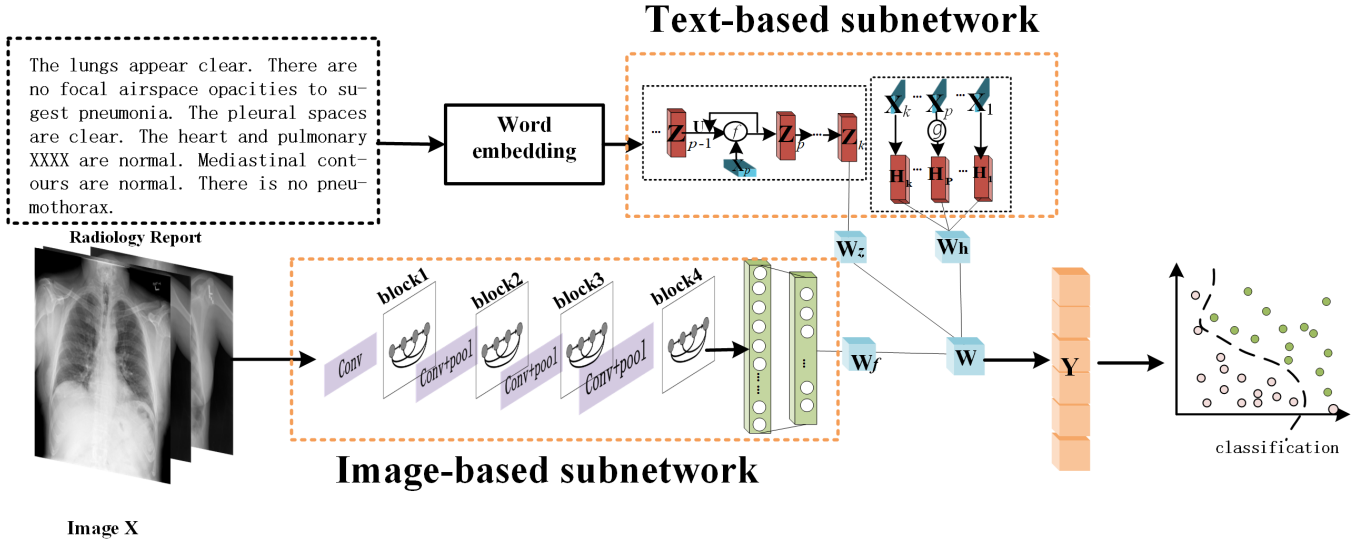 Text-based subnetwork
The lungs appear clear. There are
no focal airspace opacities to su-
gest pneumonia. The pleural spaces
are clear. The heart and pulmonary
XXXX are normal. Mediastinal cont-
ours are normal. There is no pneu-
mothorax.
Radiology Report
Word
embedding
... Z p-1 U f Z p ... Z k
X p
... X k ... X p ... X 1
g
H k H P H 1
W z
W h
block1
block2
block3
block4
Conv
Conv+pool
Conv+pool
Conv+pool
W f
W
Y
classification
Image-based subnetwork
Image X